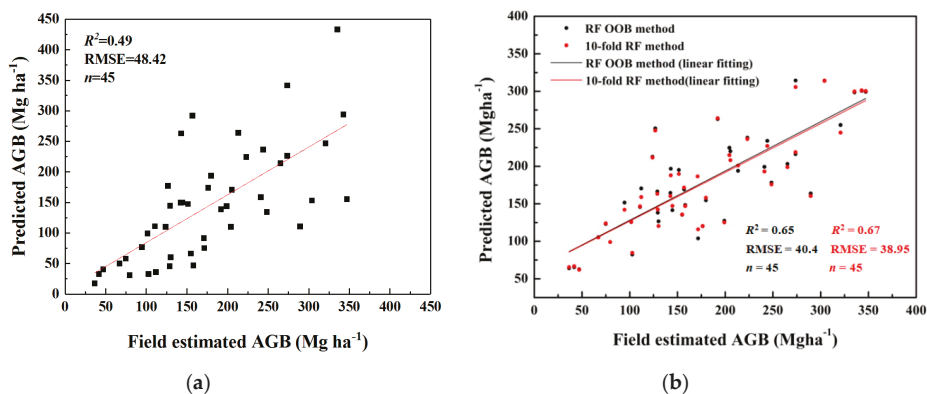 (a)
R²=0.49
RMSE=48.42
n=45
Predicted AGB (Mg ha⁻¹)
450
400
350
300
250
200
150
100
50
0
0 50 100 150 200 250 300 350 400 450
Field estimated AGB (Mg ha⁻¹)
(a)
RF OOB method
10-fold RF method
RF OOB method (linear fitting)
10-fold RF method(linear fitting)
Predicted AGB (Mgha⁻¹)
400
350
300
250
200
150
100
50
R² = 0.65 R² = 0.67
RMSE = 40.4 RMSE = 38.95
n = 45 n = 45
0 50 100 150 200 250 300 350 400
Field estimated AGB (Mgha⁻¹)
(b)